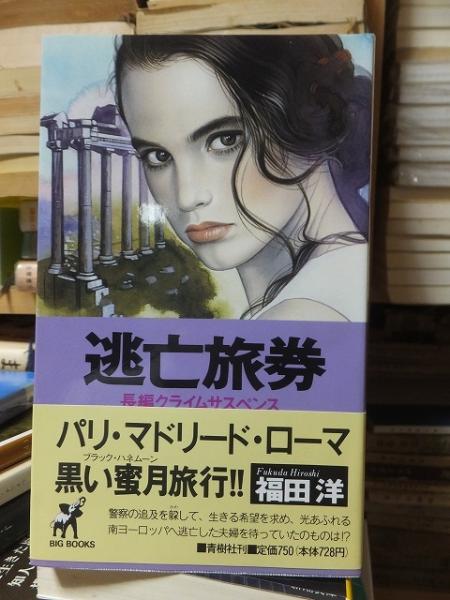 逃亡旅券
長編クライムサスペンス
パリ・マドリード・ローマ
ブラック・ハネムーン
黒い蜜月旅行!!
Fukuda Hiroshi
福田 洋
警察の追及を躱して、生きる希望を求め、光あふれる
南ヨーロッパへ逃亡した夫婦を待っていたのものは!?
BIG BOOKS
■青樹社刊■定価750(本体728円)